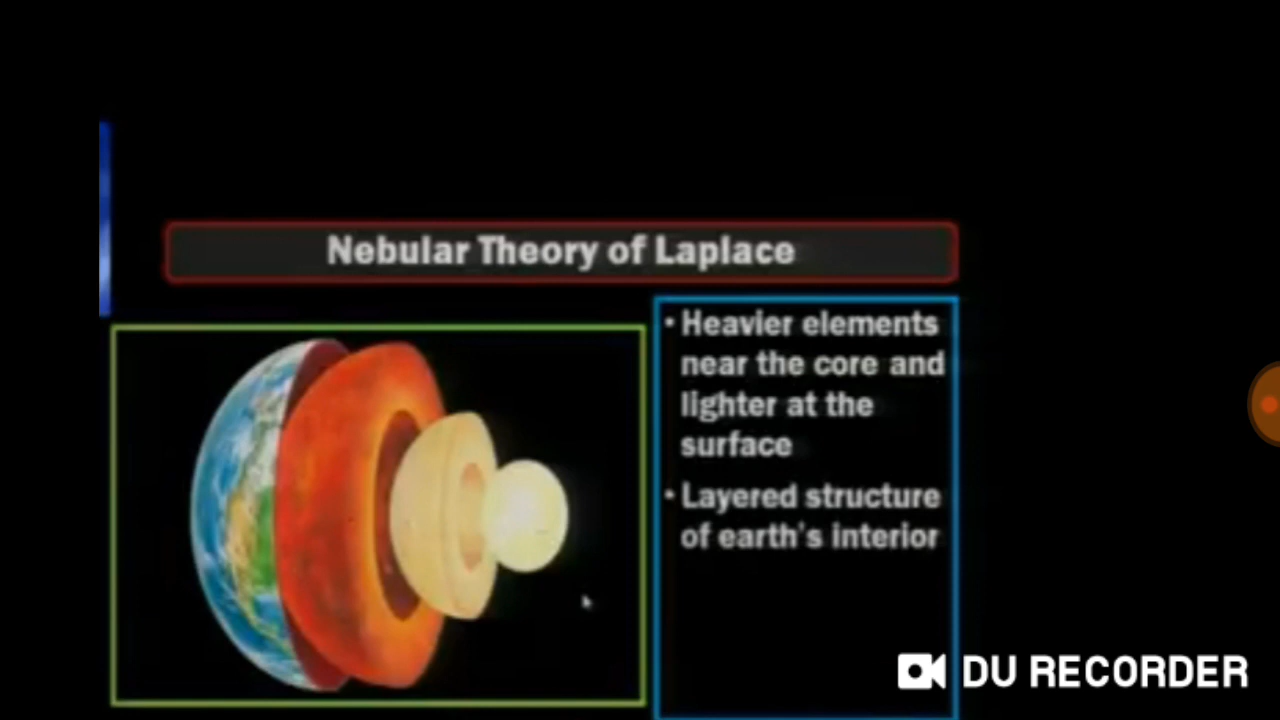 Nebular Theory of Laplace
• Heavier elements
near the core and
lighter at the
surface
• Layered structure
of earth's interior
DU RECORDER